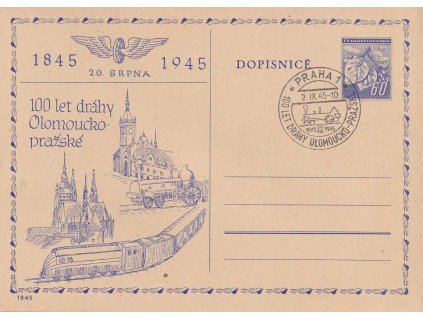 1845 1945
20. SRPNA
100 let dráhy
Olomoucko-
pražské
DOPISNICE
ČESKOSLOVENSKO
60
PRAHA 1
2.IX 45-10
1845 1945
100 LET DRÁHY OLOMOUCKO-PRAŽSKÉ
1945